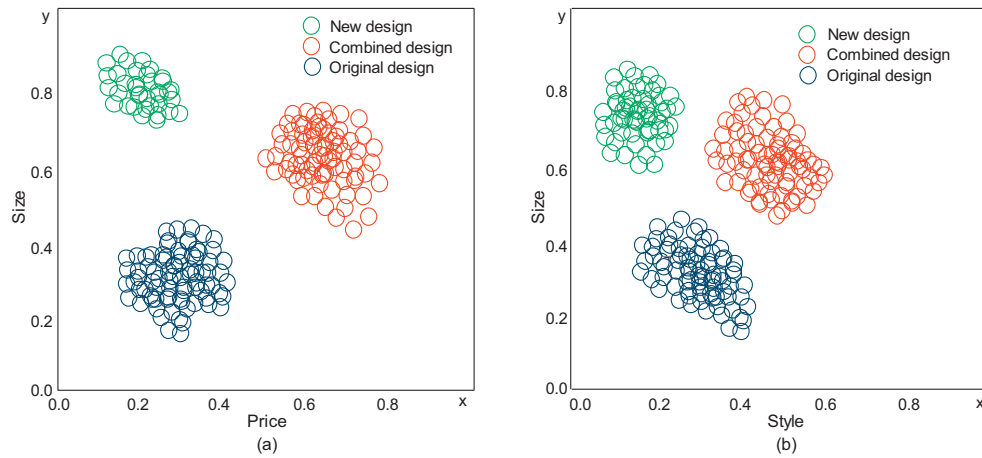 y
New design
Combined design
Original design
0.8
0.6
Size
0.4
0.2
0.0
0.0 0.2 0.4 0.6 0.8 x
Price
(a)
y
New design
Combined design
Original design
0.8
0.6
Size
0.4
0.2
0.0
0.0 0.2 0.4 0.6 0.8 x
Style
(b)